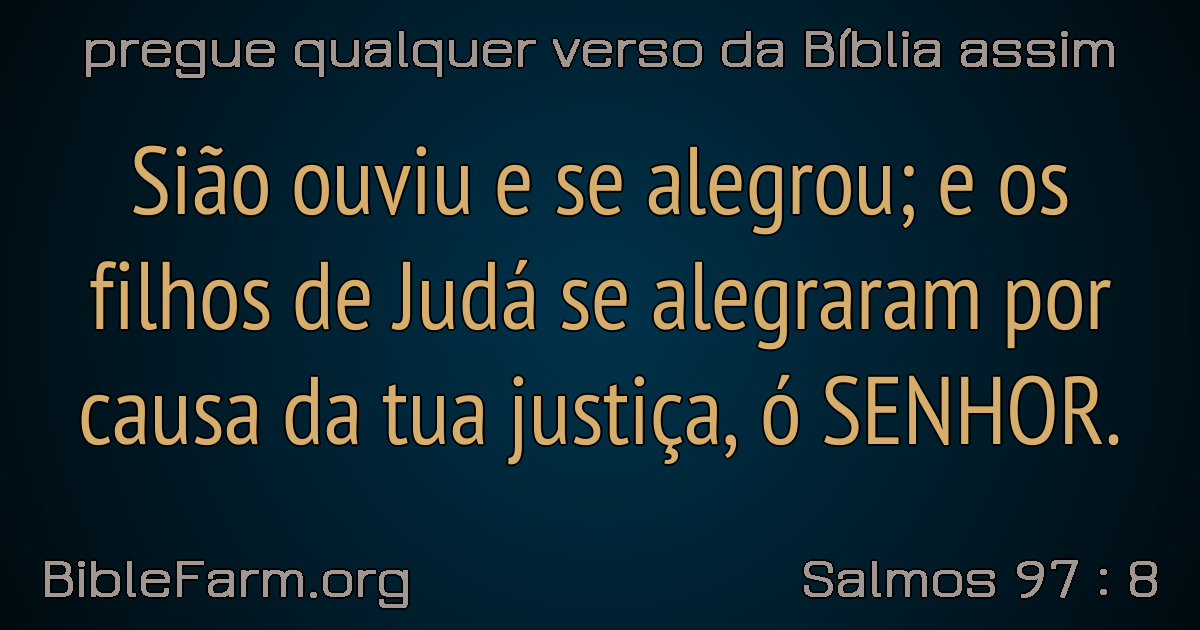 pregue qualquer verso da Bíblia assim
Sião ouviu e se alegrou; e os
filhos de Judá se alegraram por
causa da tua justiça, ó SENHOR.
BibleFarm.org
Salmos 97 : 8